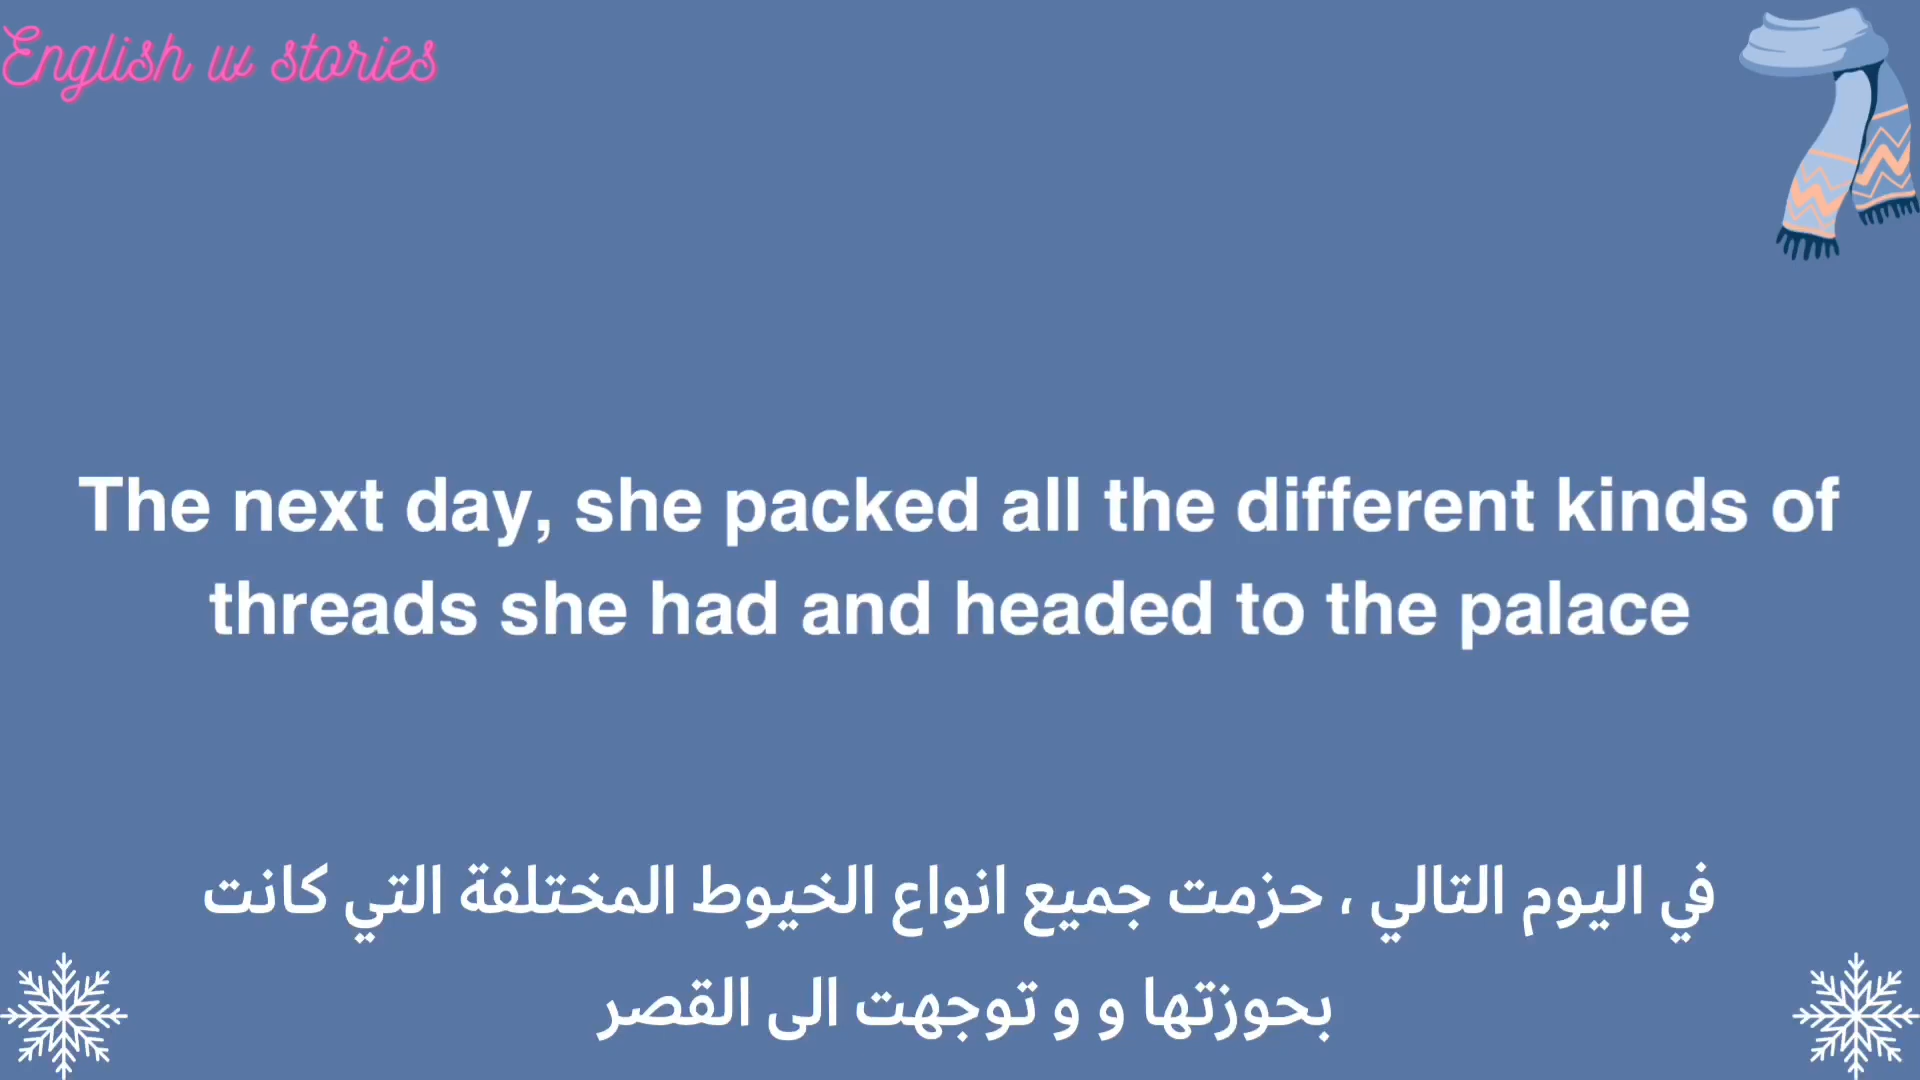 English w stories
The next day, she packed all the different kinds of
threads she had and headed to the palace
في اليوم التالي ، حزمت جميع انواع الخيوط المختلفة التي كانت
بحوزتها و و توجهت الى القصر